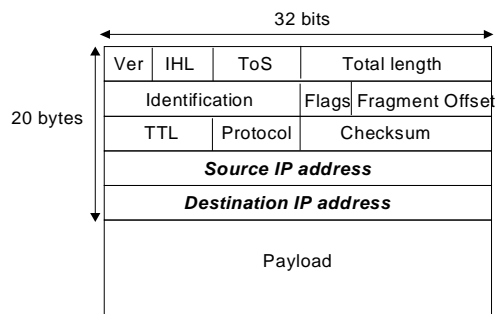 32 bits
Ver IHL ToS Total length
20 bytes
Identification Flags Fragment Offset
TTL Protocol Checksum
Source IP address
Destination IP address
Payload